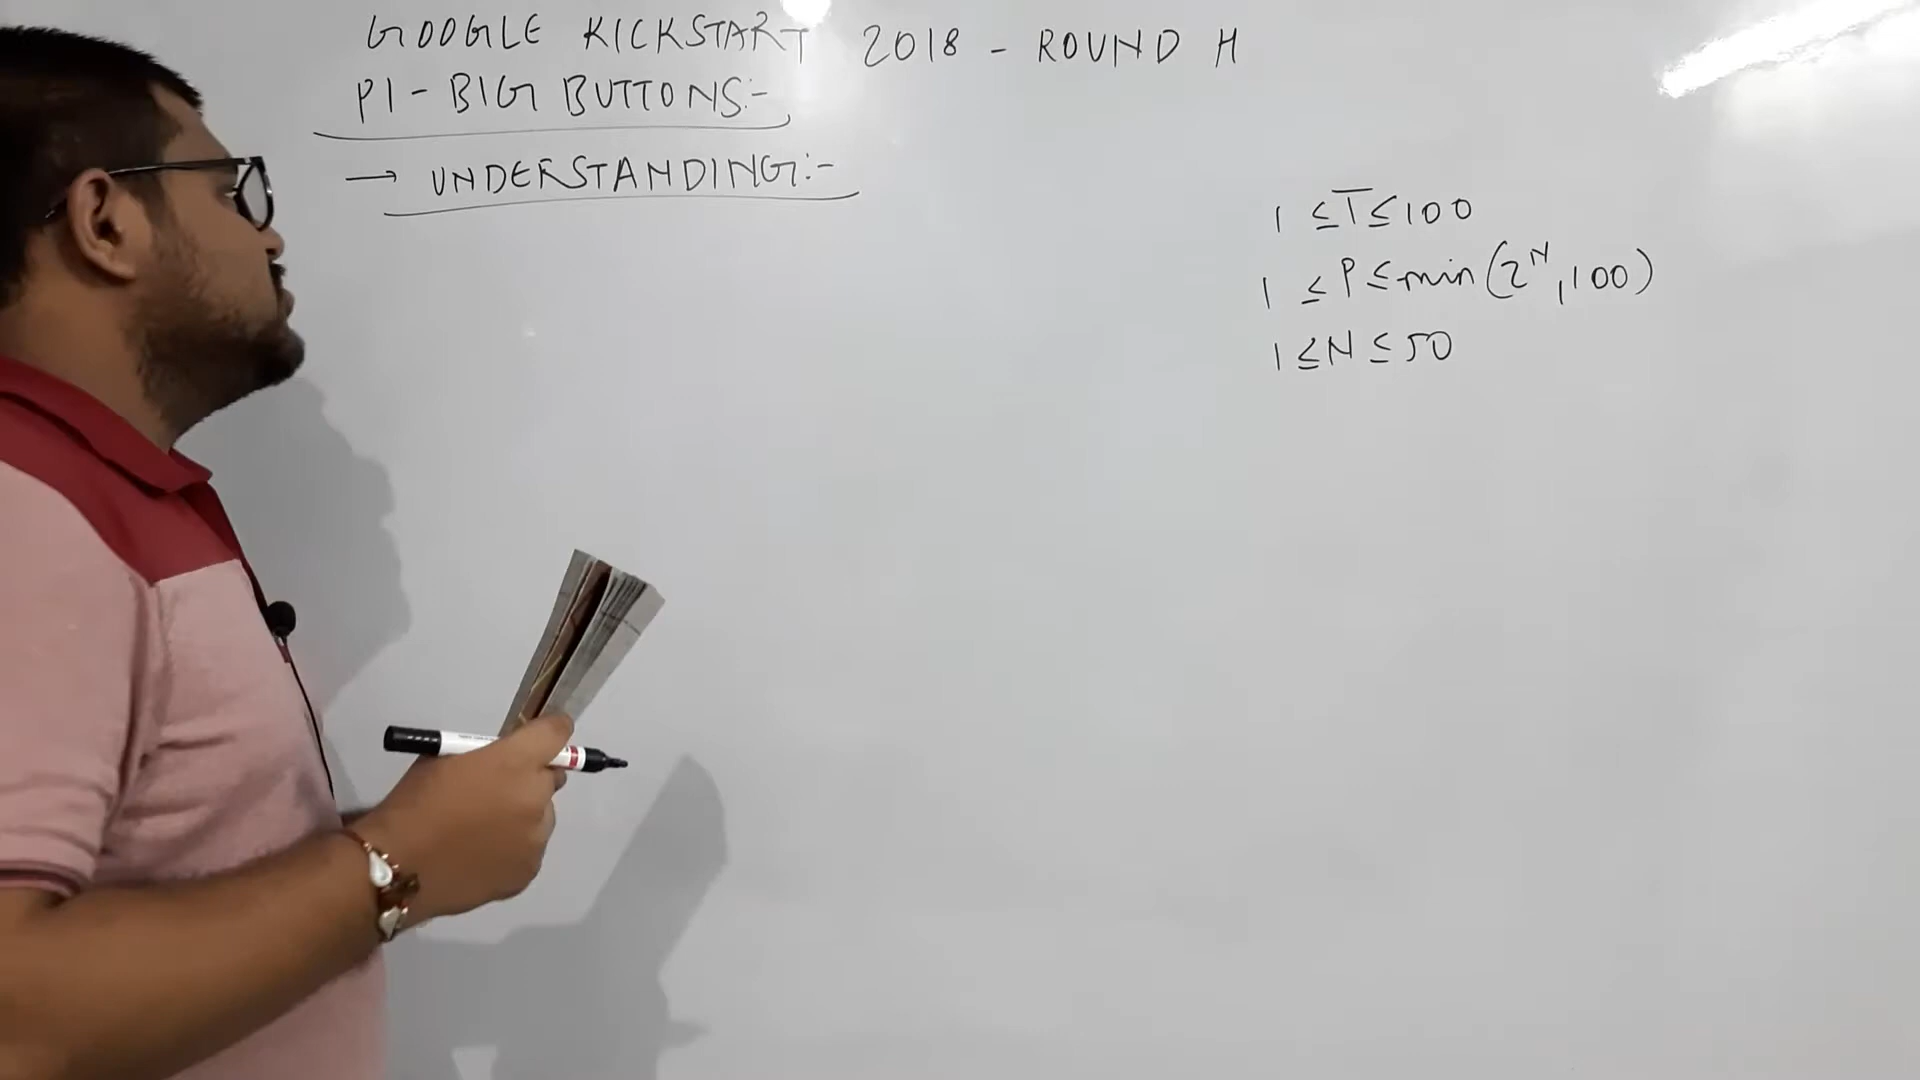 GOOGLE KICKSTART 2018 - ROUND H
P1 - BIG BUTTONS:-
→ UNDERSTANDING:-
1 ≤ T ≤ 100
1 ≤ P ≤ min(2^N, 100)
1 ≤ N ≤ 50